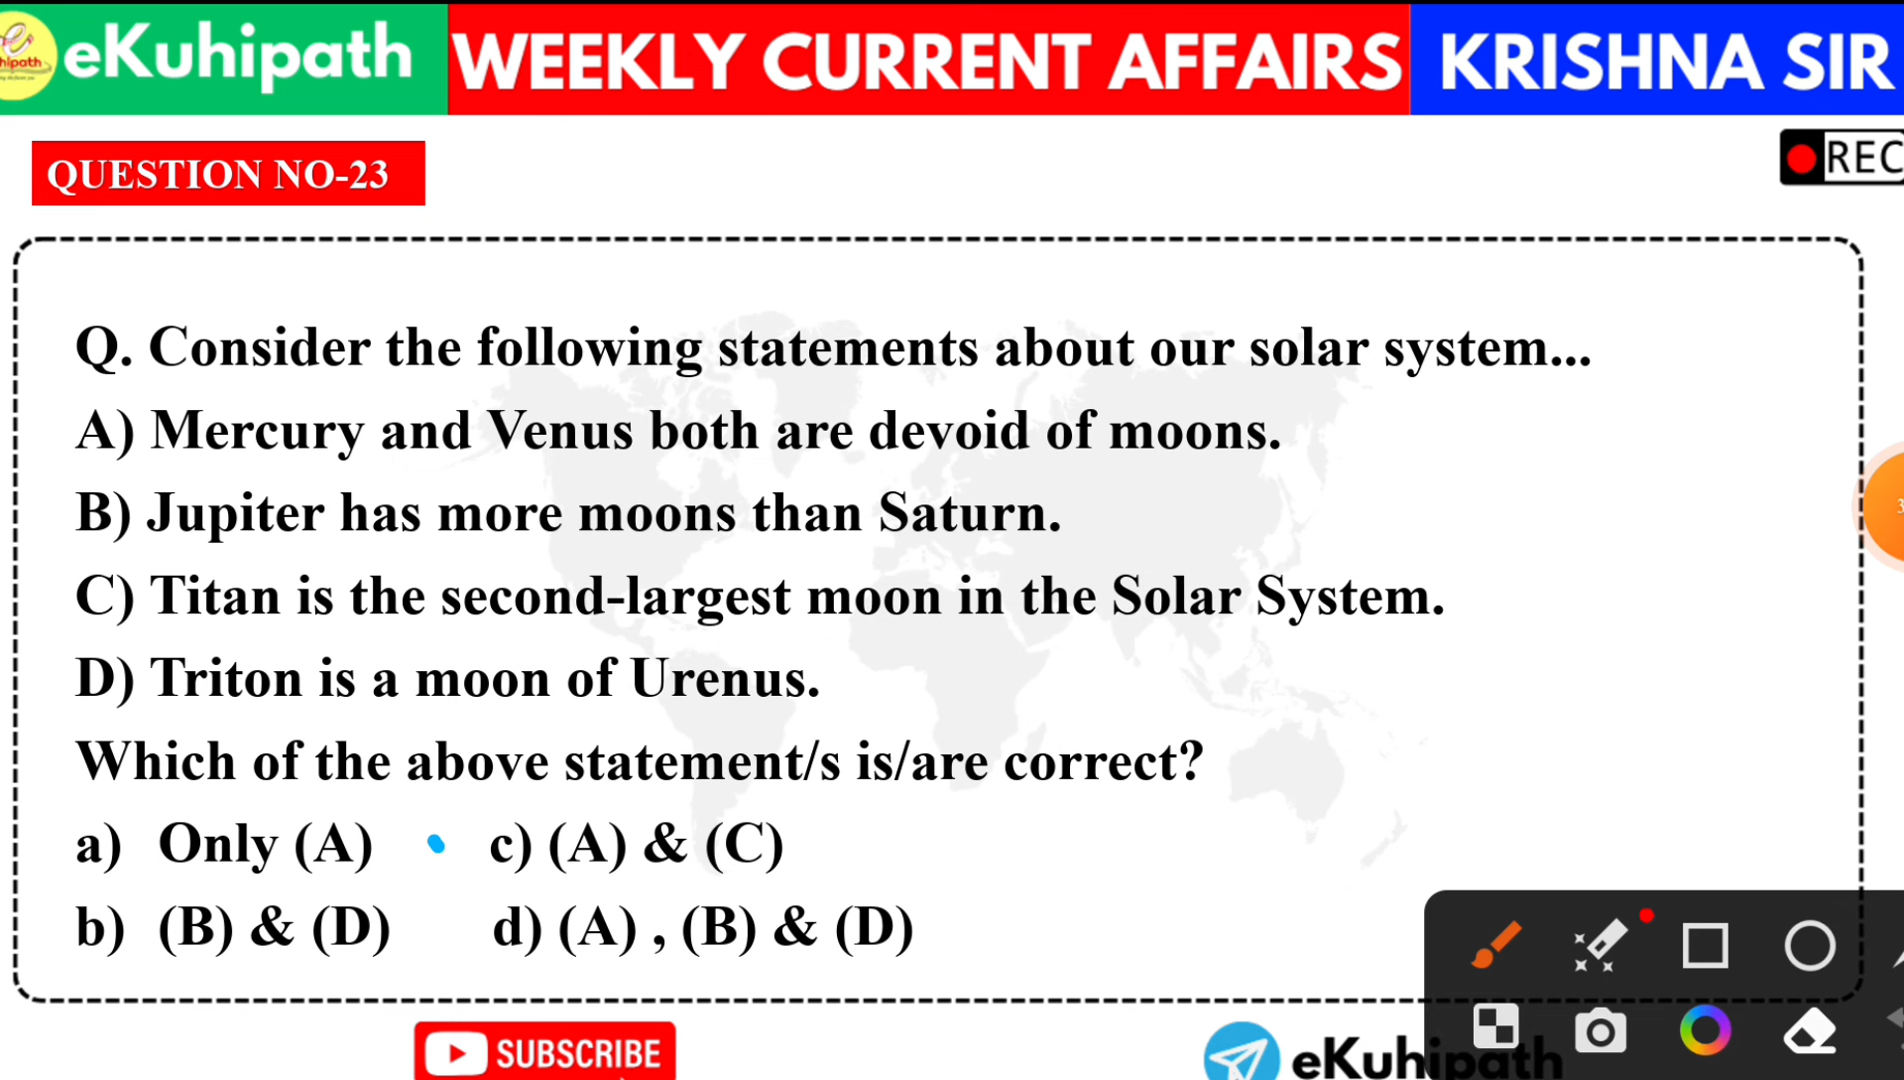 hipath
eKuhipath
WEEKLY CURRENT AFFAIRS
KRISHNA SIR
QUESTION NO-23
REC
Q. Consider the following statements about our solar system...
A) Mercury and Venus both are devoid of moons.
B) Jupiter has more moons than Saturn.
C) Titan is the second-largest moon in the Solar System.
D) Triton is a moon of Urenus.
Which of the above statement/s is/are correct?
a) Only (A) c) (A) & (C)
b) (B) & (D) d) (A) , (B) & (D)
SUBSCRIBE
eKuhipath